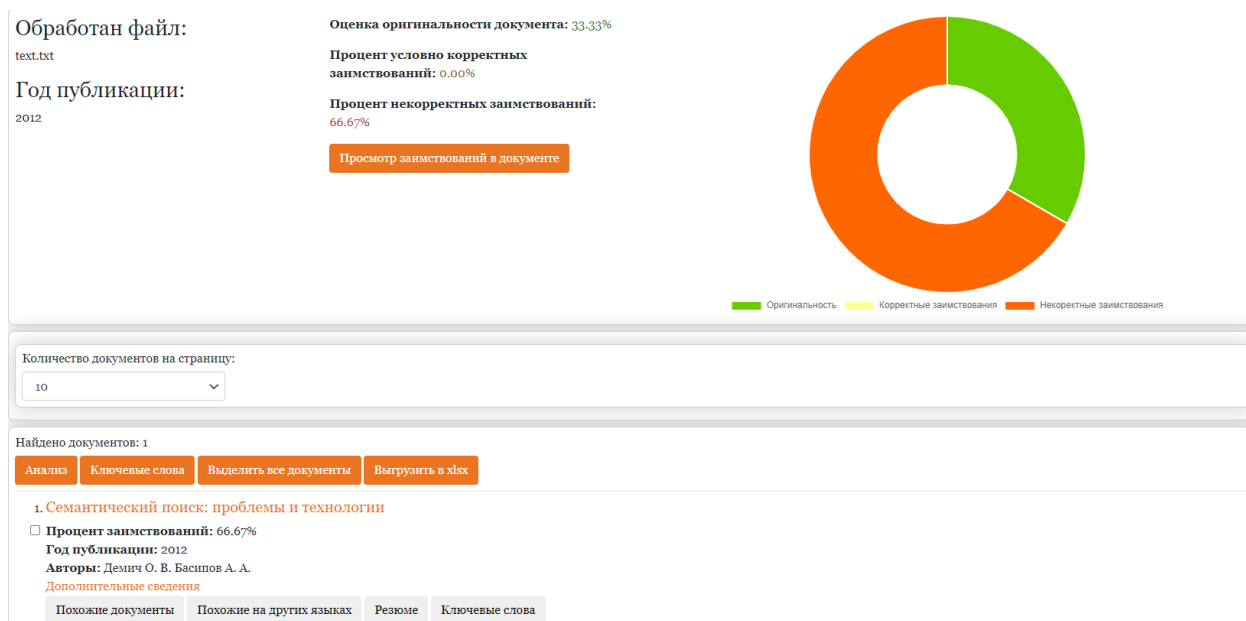 Обработан файл:
text.txt
Год публикации:
2012
Оценка оригинальности документа: 33.33%
Процент условно корректных
заимствований: 0.00%
Процент некорректных заимствований:
66.67%
Просмотр заимствований в документе
Оригинальность Корректные заимствования Некоректные заимствования
Количество документов на страницу:
10
Найдено документов: 1
Анализ Ключевые слова Выделить все документы Выгрузить в xlsx
1. Семантический поиск: проблемы и технологии
Процент заимствований: 66.67%
Год публикации: 2012
Авторы: Демич О. В. Басипов А. А.
Дополнительные сведения
Похожие документы Похожие на других языках Резюме Ключевые слова